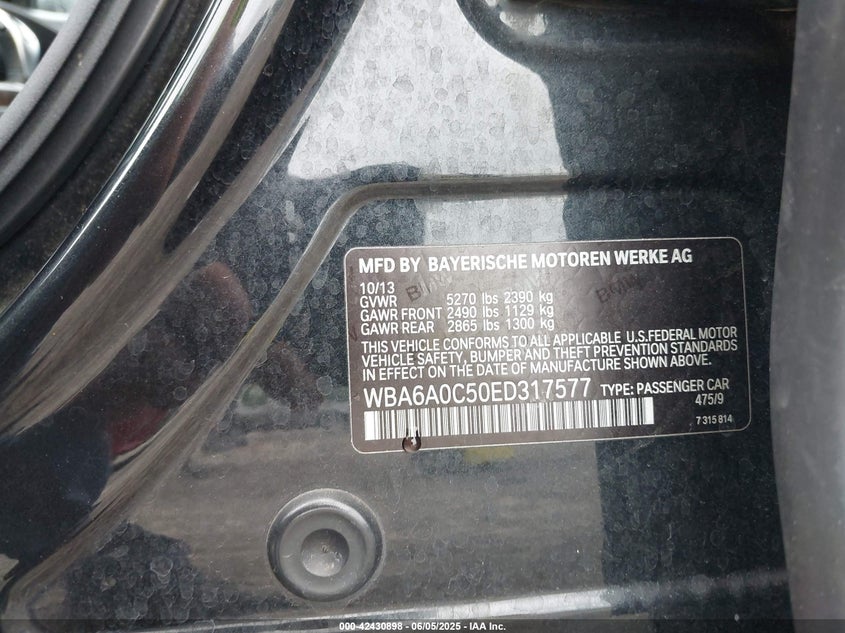 MFD BY BAYERISCHE MOTOREN WERKE AG
10/13
GVWR 5270 lbs 2390 kg
GAWR FRONT 2490 lbs 1129 kg
GAWR REAR 2865 lbs 1300 kg
THIS VEHICLE CONFORMS TO ALL APPLICABLE U.S.FEDERAL MOTOR
VEHICLE SAFETY, BUMPER AND THEFT PREVENTION STANDARDS
IN EFFECT ON THE DATE OF MANUFACTURE SHOWN ABOVE.
WBA6A0C50ED317577 TYPE: PASSENGER CAR
475/9
7 315 814
000-42430898 - 06/05/2025 - IAA Inc.